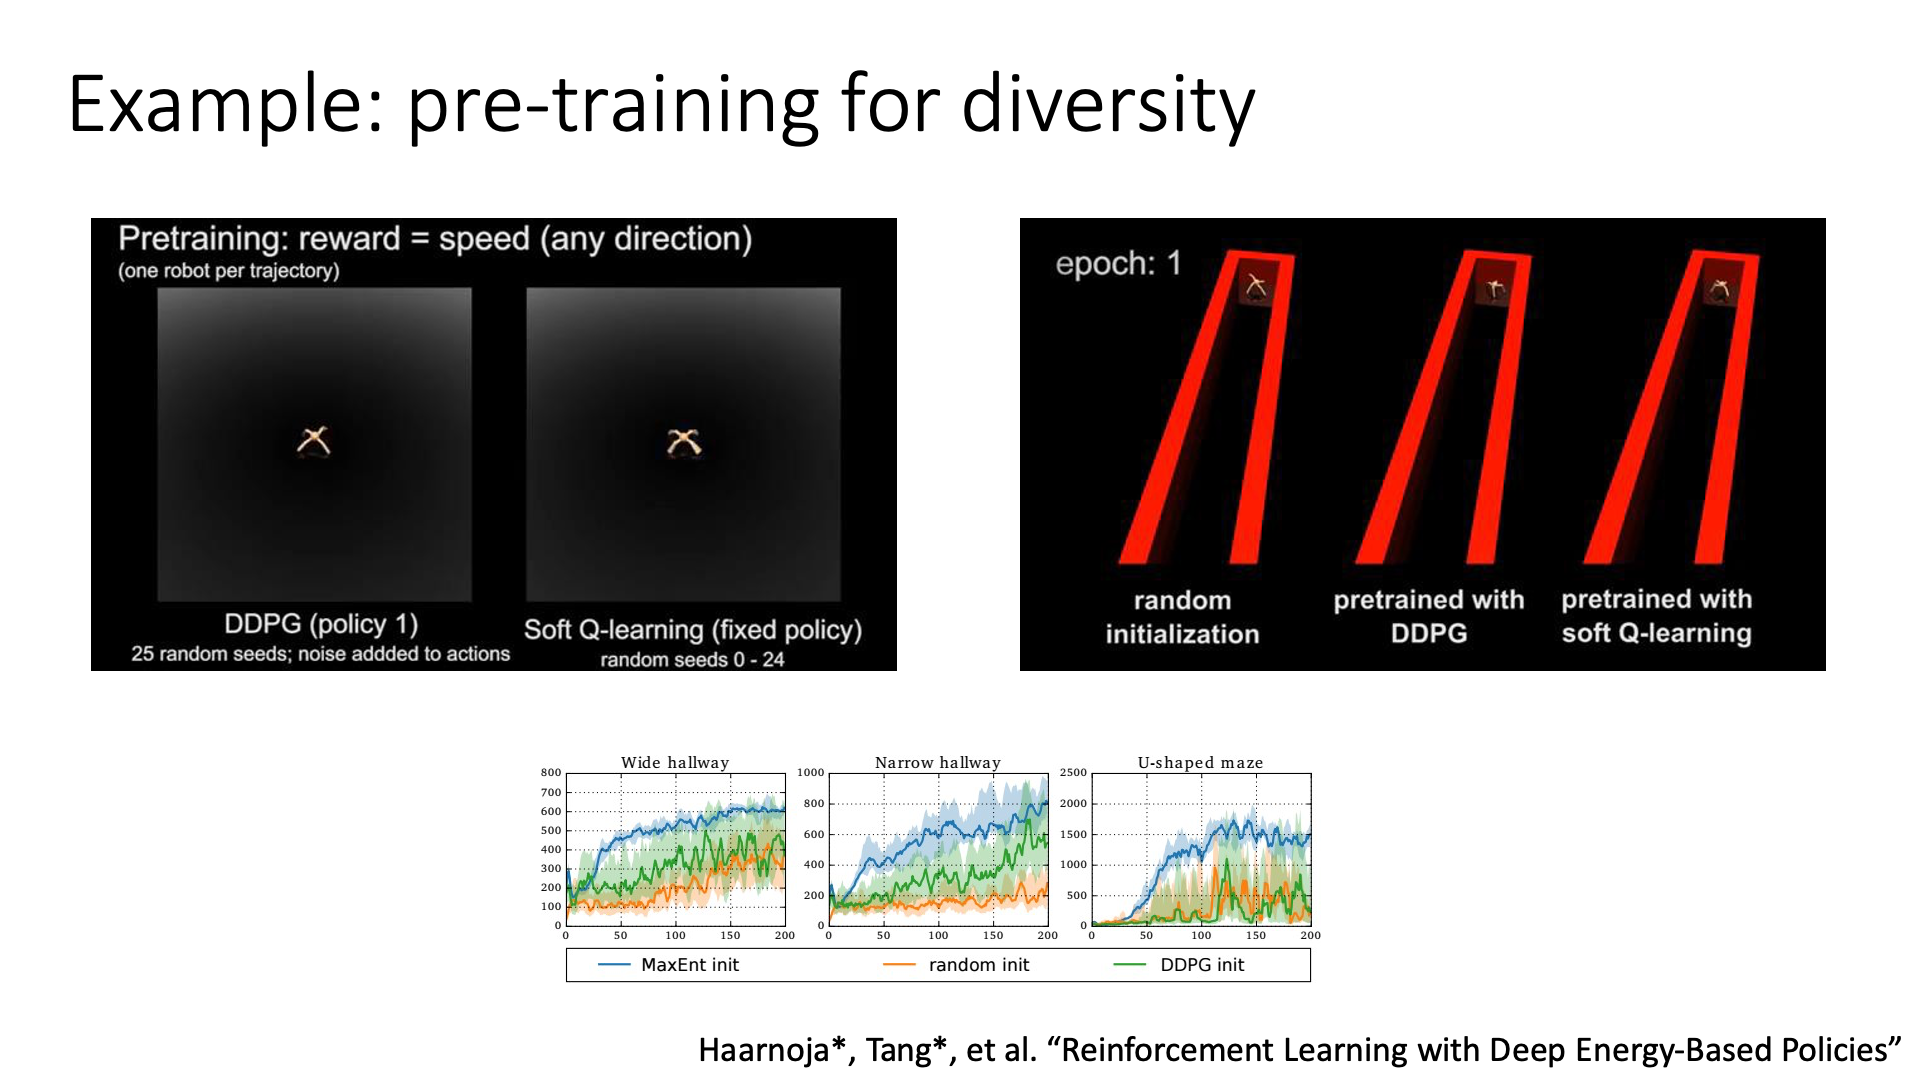 Example: pre-training for diversity
Pretraining: reward = speed (any direction)
(one robot per trajectory)
DDPG (policy 1)
25 random seeds; noise addded to actions
Soft Q-learning (fixed policy)
random seeds 0 - 24
epoch: 1
random
initialization
pretrained with
DDPG
pretrained with
soft Q-learning
Wide hallway
800
700
600
500
400
300
200
100
0
0 50 100 150 200
Narrow hallway
1000
800
600
400
200
0
0 50 100 150 200
U-shaped maze
2500
2000
1500
1000
500
0
0 50 100 150 200
MaxEnt init random init DDPG init
Haarnoja*, Tang*, et al. “Reinforcement Learning with Deep Energy-Based Policies”